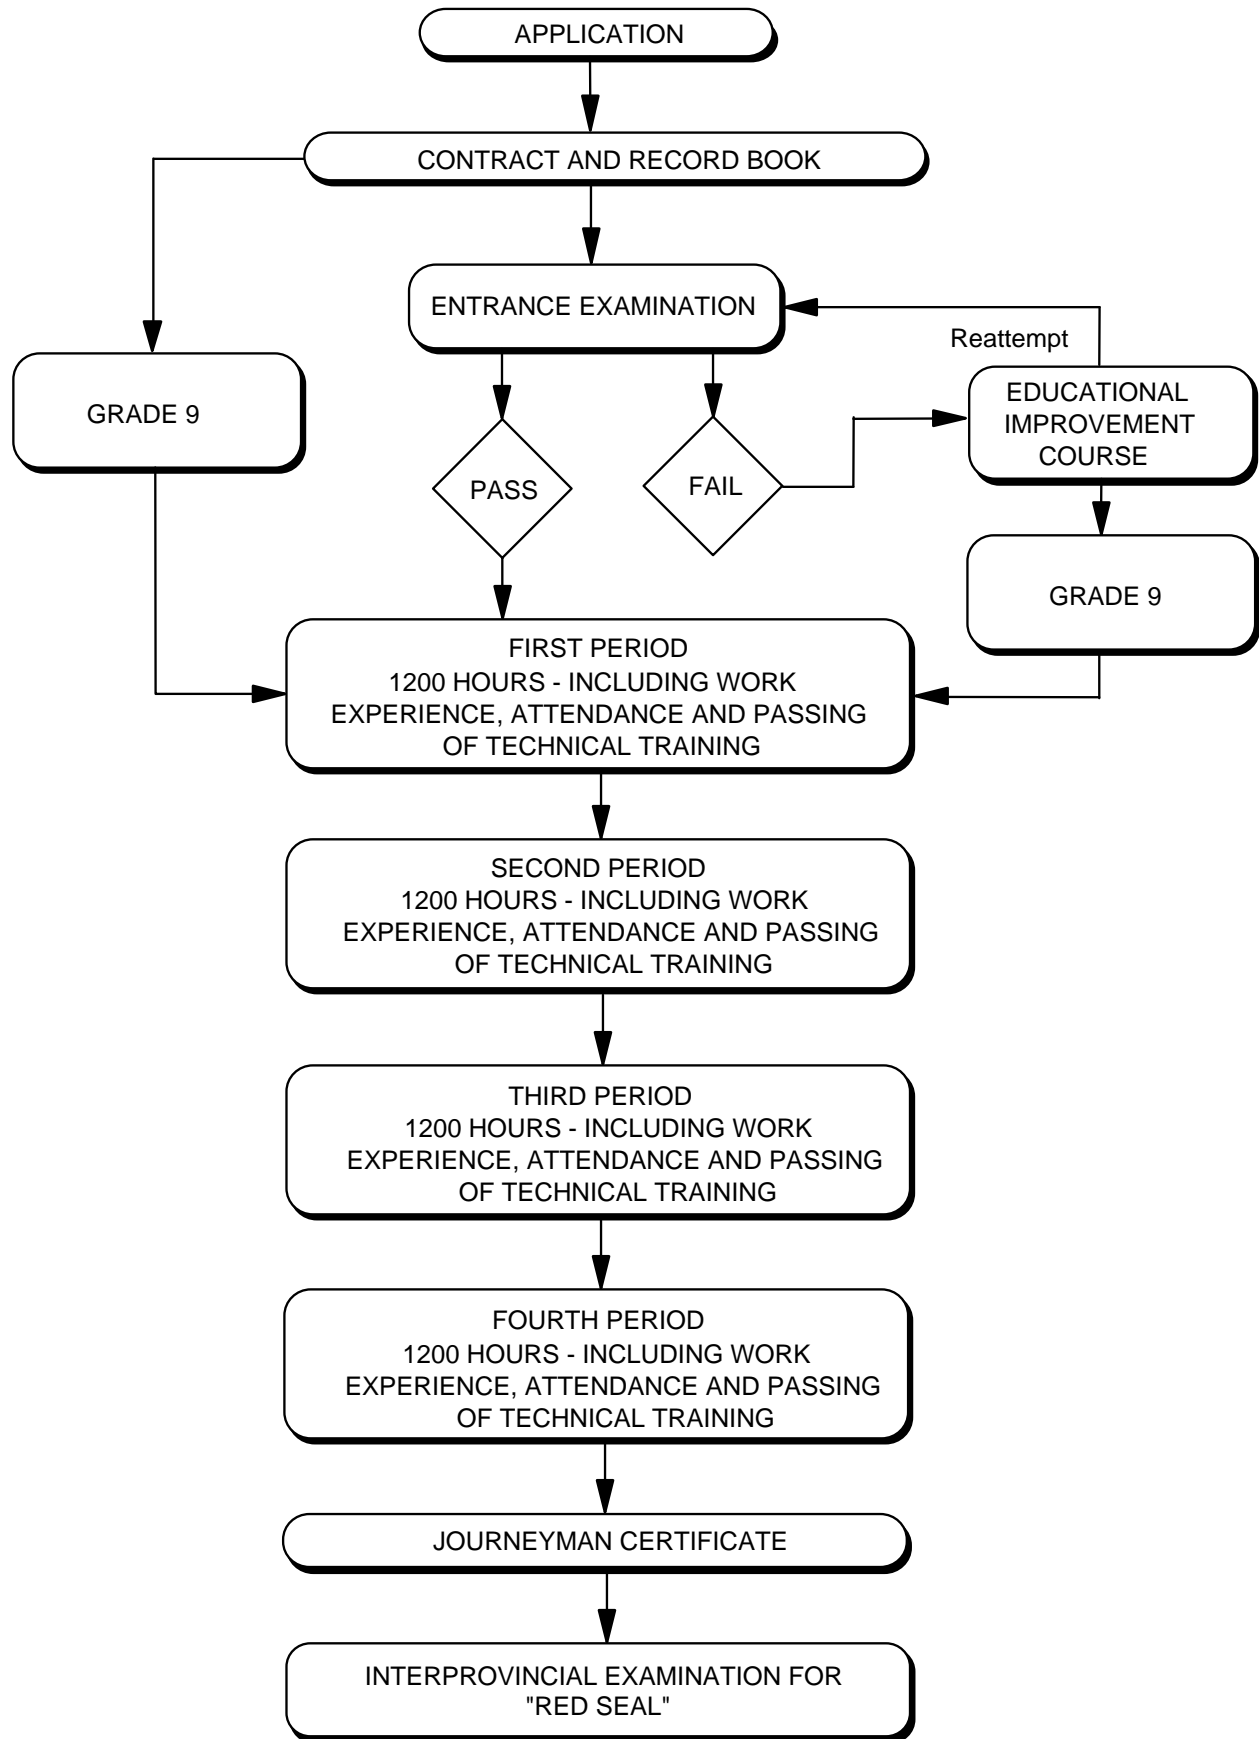 APPLICATION
CONTRACT AND RECORD BOOK
ENTRANCE EXAMINATION
Reattempt
EDUCATIONAL
IMPROVEMENT
COURSE
GRADE 9
PASS
FAIL
GRADE 9
FIRST PERIOD
1200 HOURS - INCLUDING WORK
EXPERIENCE, ATTENDANCE AND PASSING
OF TECHNICAL TRAINING
SECOND PERIOD
1200 HOURS - INCLUDING WORK
EXPERIENCE, ATTENDANCE AND PASSING
OF TECHNICAL TRAINING
THIRD PERIOD
1200 HOURS - INCLUDING WORK
EXPERIENCE, ATTENDANCE AND PASSING
OF TECHNICAL TRAINING
FOURTH PERIOD
1200 HOURS - INCLUDING WORK
EXPERIENCE, ATTENDANCE AND PASSING
OF TECHNICAL TRAINING
JOURNEYMAN CERTIFICATE
INTERPROVINCIAL EXAMINATION FOR
"RED SEAL"